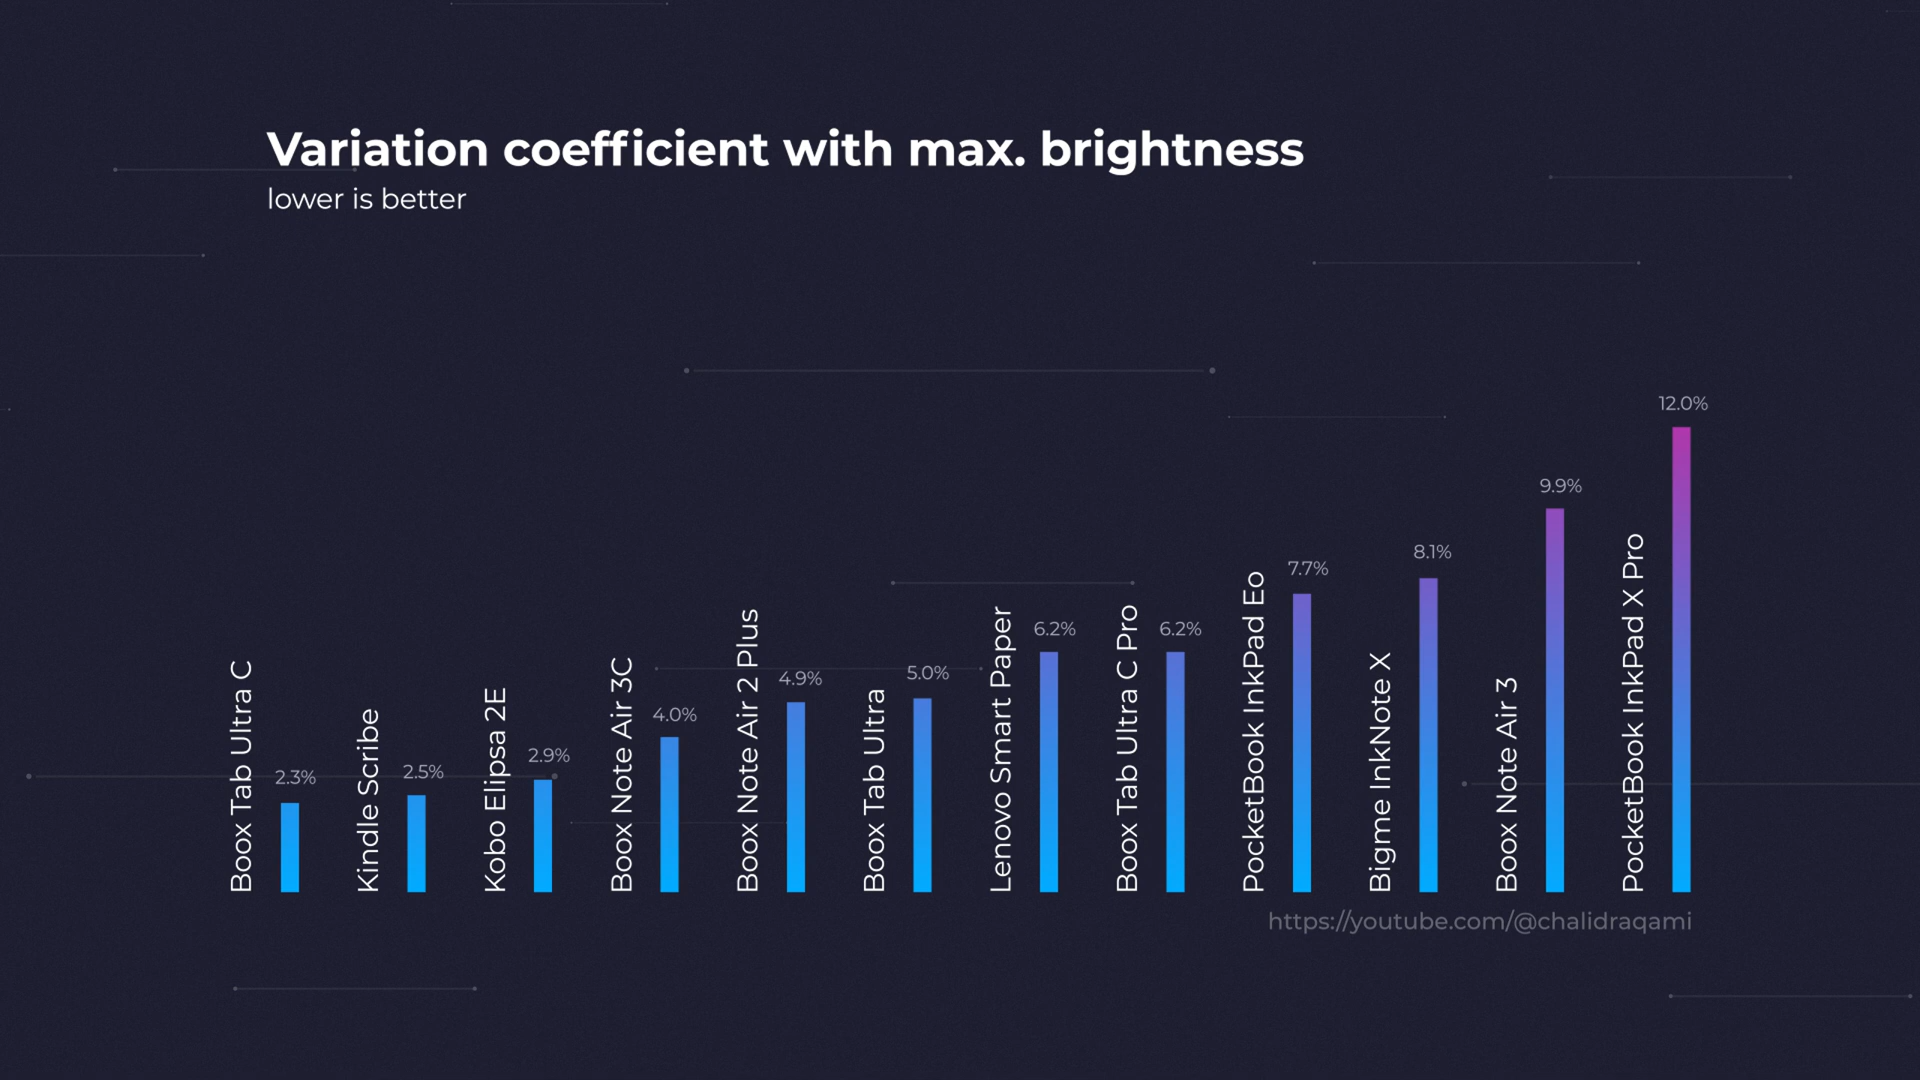 Variation coefficient with max. brightness
lower is better
Boox Tab Ultra C
2.3%
Kindle Scribe
2.5%
Kobo Elipsa 2E
2.9%
Boox Note Air 3C
4.0%
Boox Note Air 2 Plus
4.9%
Boox Tab Ultra
5.0%
Lenovo Smart Paper
6.2%
Boox Tab Ultra C Pro
6.2%
PocketBook InkPad Eo
7.7%
Bigme InkNote X
8.1%
Boox Note Air 3
9.9%
PocketBook InkPad X Pro
12.0%
https://youtube.com/@chalidraqami